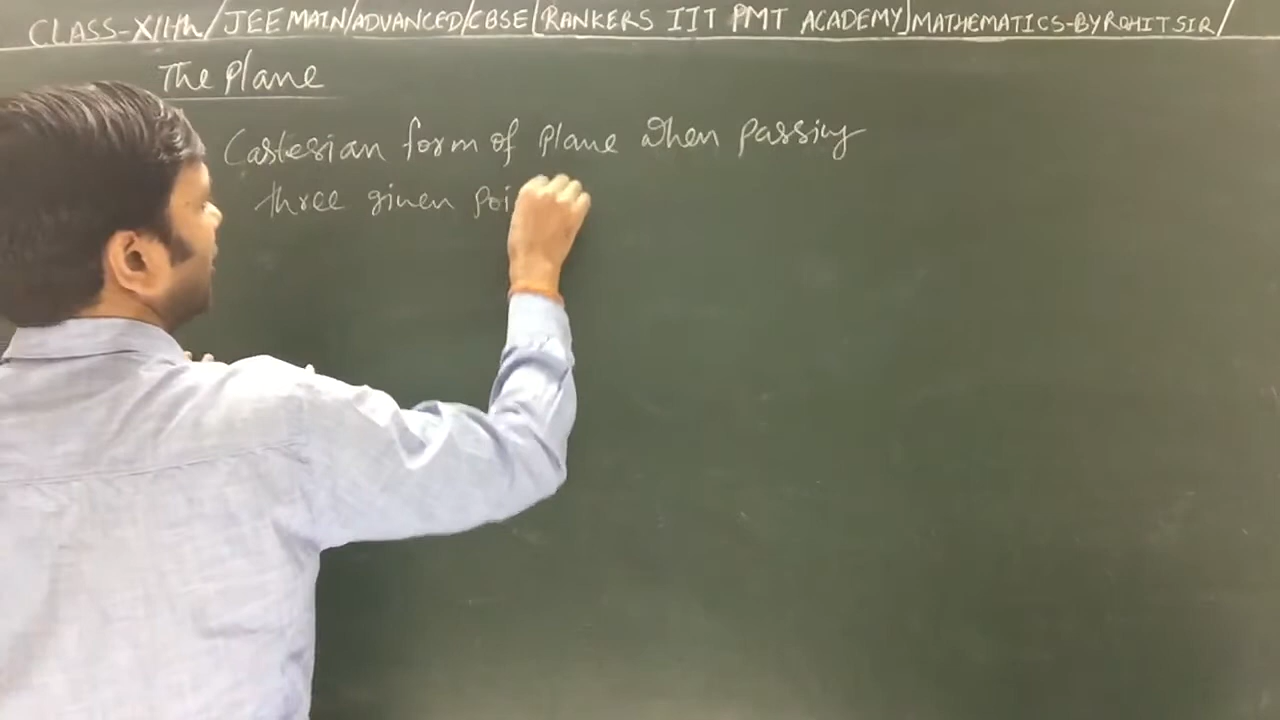 CLASS-XIIth/JEE MAIN/ADVANCED/CBSE[RANKERS IIT PMT ACADEMY]MATHEMATICS-BY ROHIT SIR/
The Plane
Cartesian form of Plane when passing
three given poi